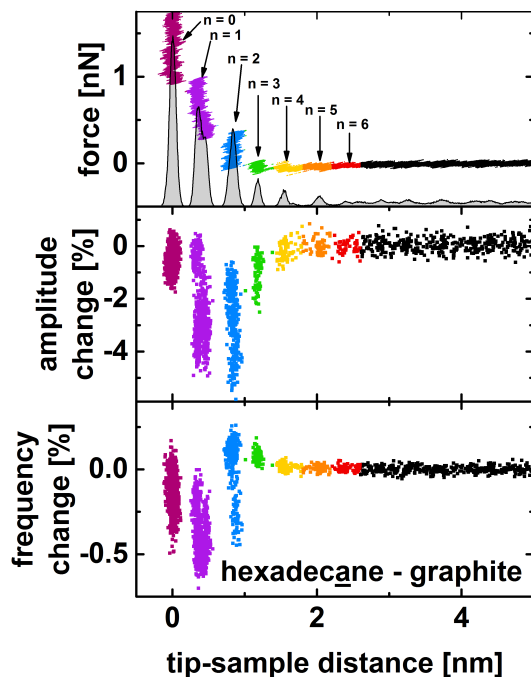 n = 0
n = 1
n = 2
n = 3
n = 4
n = 5
n = 6
force [nN]
1
0
amplitude
change [%]
0
-2
-4
frequency
change [%]
0.0
-0.5
hexadecane - graphite
0
2
4
tip-sample distance [nm]